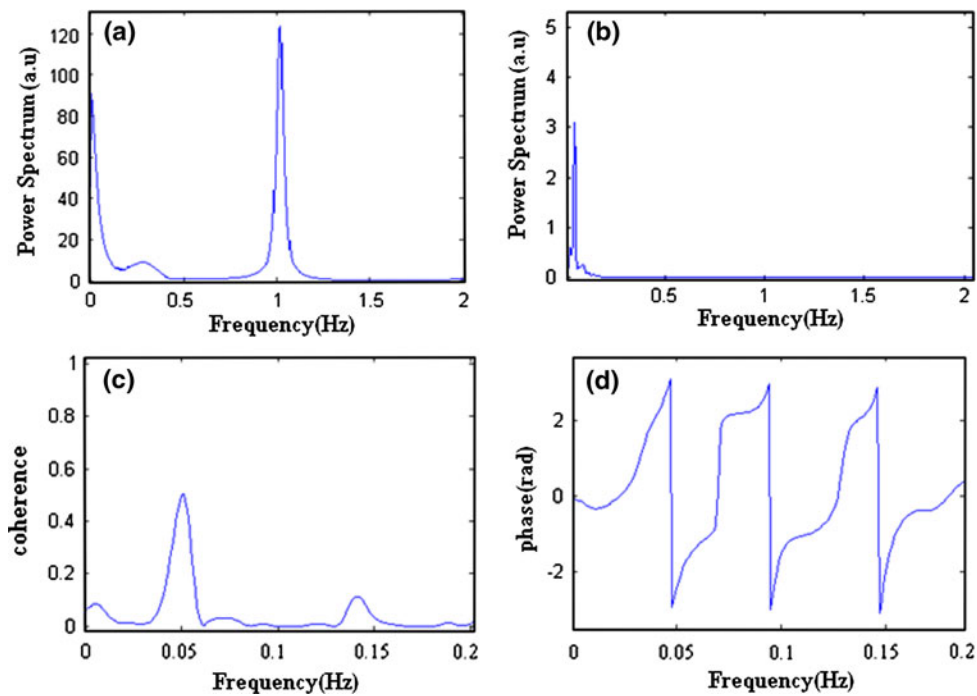 (a)
Power Spectrum (a.u)
120
100
80
60
40
20
0
0 0.5 1 1.5 2
Frequency(Hz)
(b)
Power Spectrum (a.u)
5
4
3
2
1
0
0.5 1 1.5 2
Frequency(Hz)
(c)
coherence
1
0.8
0.6
0.4
0.2
0
0 0.05 0.1 0.15 0.2
Frequency(Hz)
(d)
phase(rad)
2
0
-2
0 0.05 0.1 0.15 0.2
Frequency(Hz)